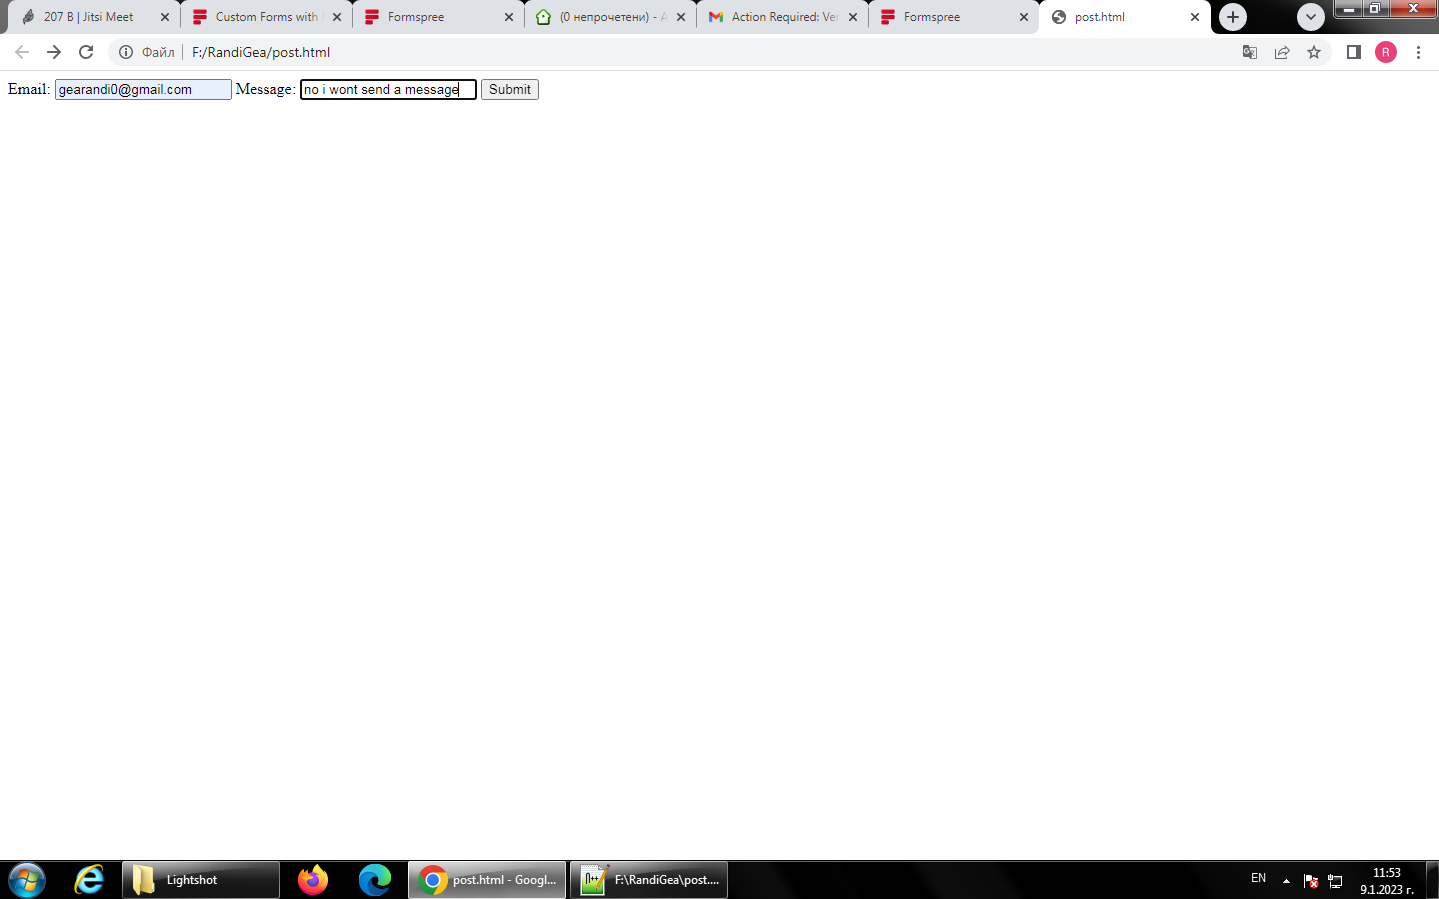 207 B | Jitsi Meet
Custom Forms with
Formspree
(0 непрочетени) - А
Action Required: Ver
Formspree
post.html
Файл
F:/RandiGea/post.html
R
Email: gearandi0@gmail.com Message: no i wont send a message Submit
Lightshot
post.html - Googl...
F:\RandiGea\post....
EN
11:53
9.1.2023 г.